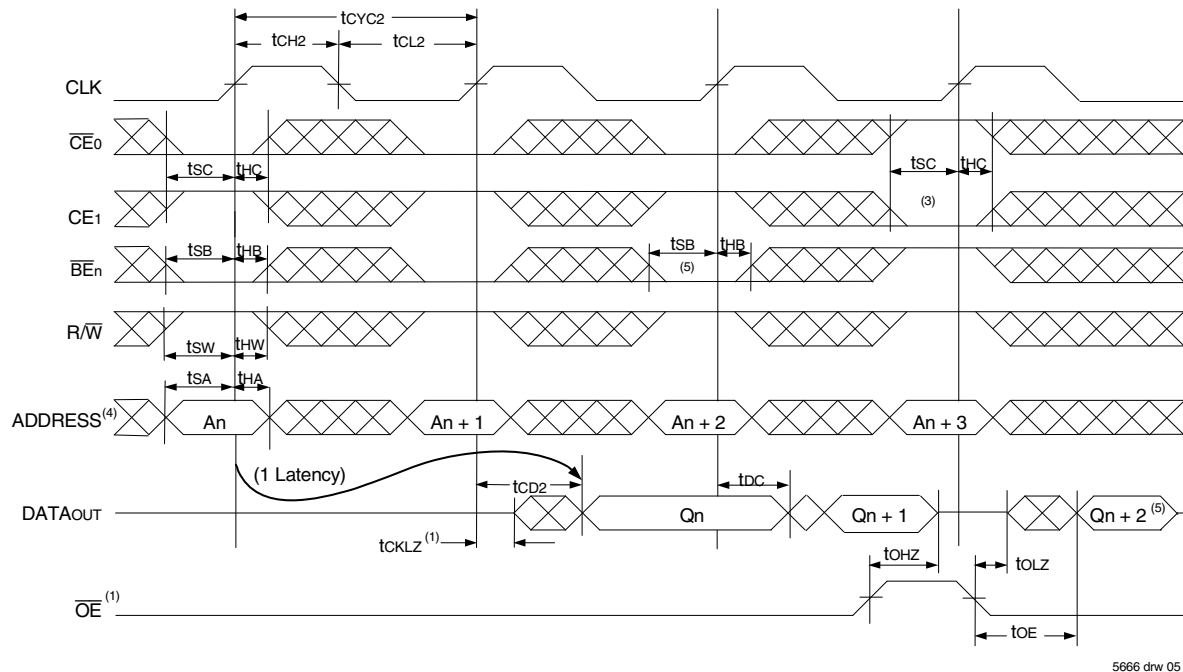 tCYC2
tCH2
tCL2
CLK
CE0
tSC
tHC
tSC
tHC
(3)
CE1
tSB
tHB
tSB
tHB
(5)
BEn
R/W
tSW
tHW
tSA
tHA
ADDRESS(4)
An
An + 1
An + 2
An + 3
(1 Latency)
tCD2
tDC
DATAOUT
Qn
Qn + 1
Qn + 2 (5)
tCKLZ (1)
tOHZ
tOLZ
OE (1)
tOE
5666 drw 05